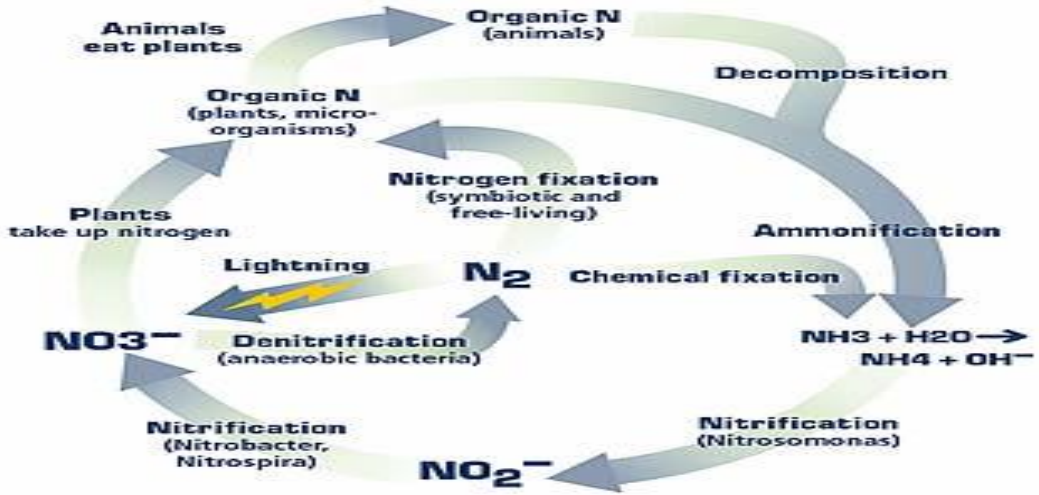 Animals
eat plants
Organic N
(animals)
Decomposition
Organic N
(plants, micro-
organisms)
Nitrogen fixation
(symbiotic and
free-living)
Plants
take up nitrogen
Ammonification
Lightning
N₂
Chemical fixation
NO3⁻
Denitrification
(anaerobic bacteria)
NH3 + H2O →
NH4 + OH⁻
Nitrification
(Nitrobacter,
Nitrospira)
Nitrification
(Nitrosomonas)
NO₂⁻